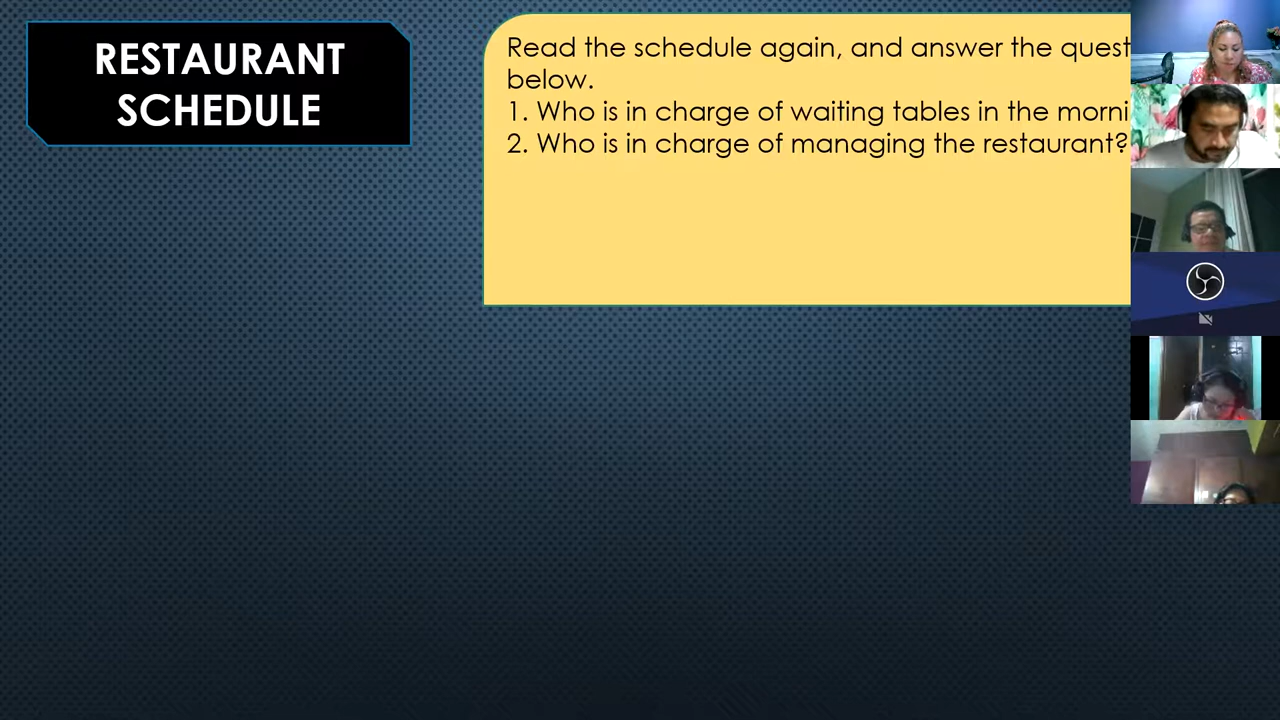 RESTAURANT
SCHEDULE
Read the schedule again, and answer the quest
below.
1. Who is in charge of waiting tables in the morni
2. Who is in charge of managing the restaurant?